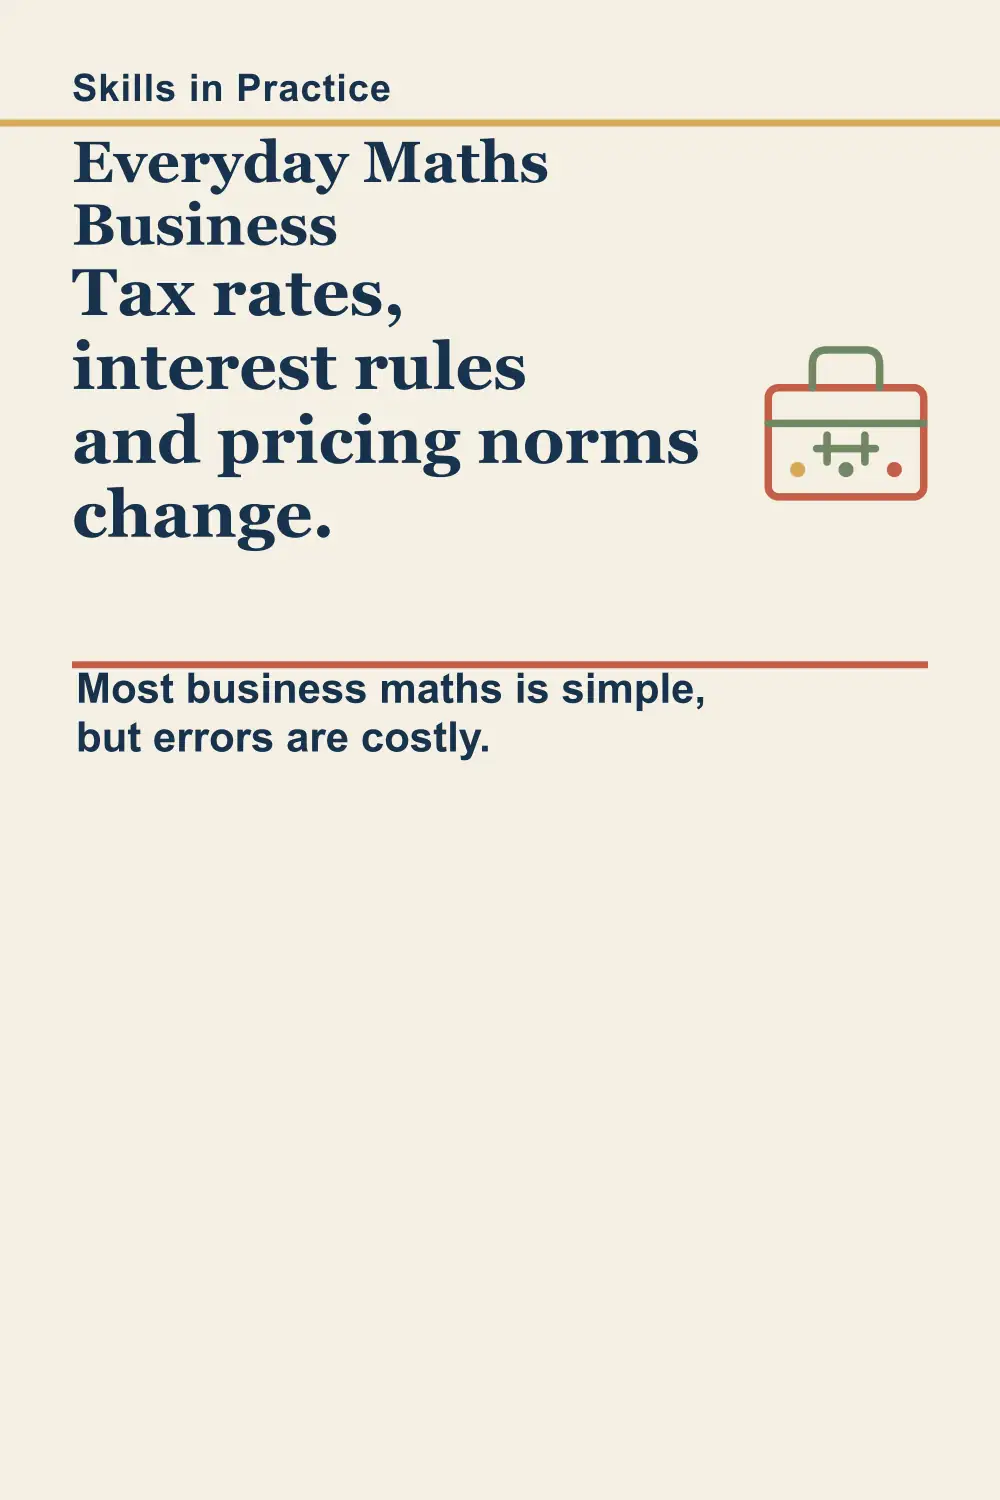 Skills in Practice
Everyday Maths
Business
Tax rates,
interest rules
and pricing norms
change.
Most business maths is simple,
but errors are costly.